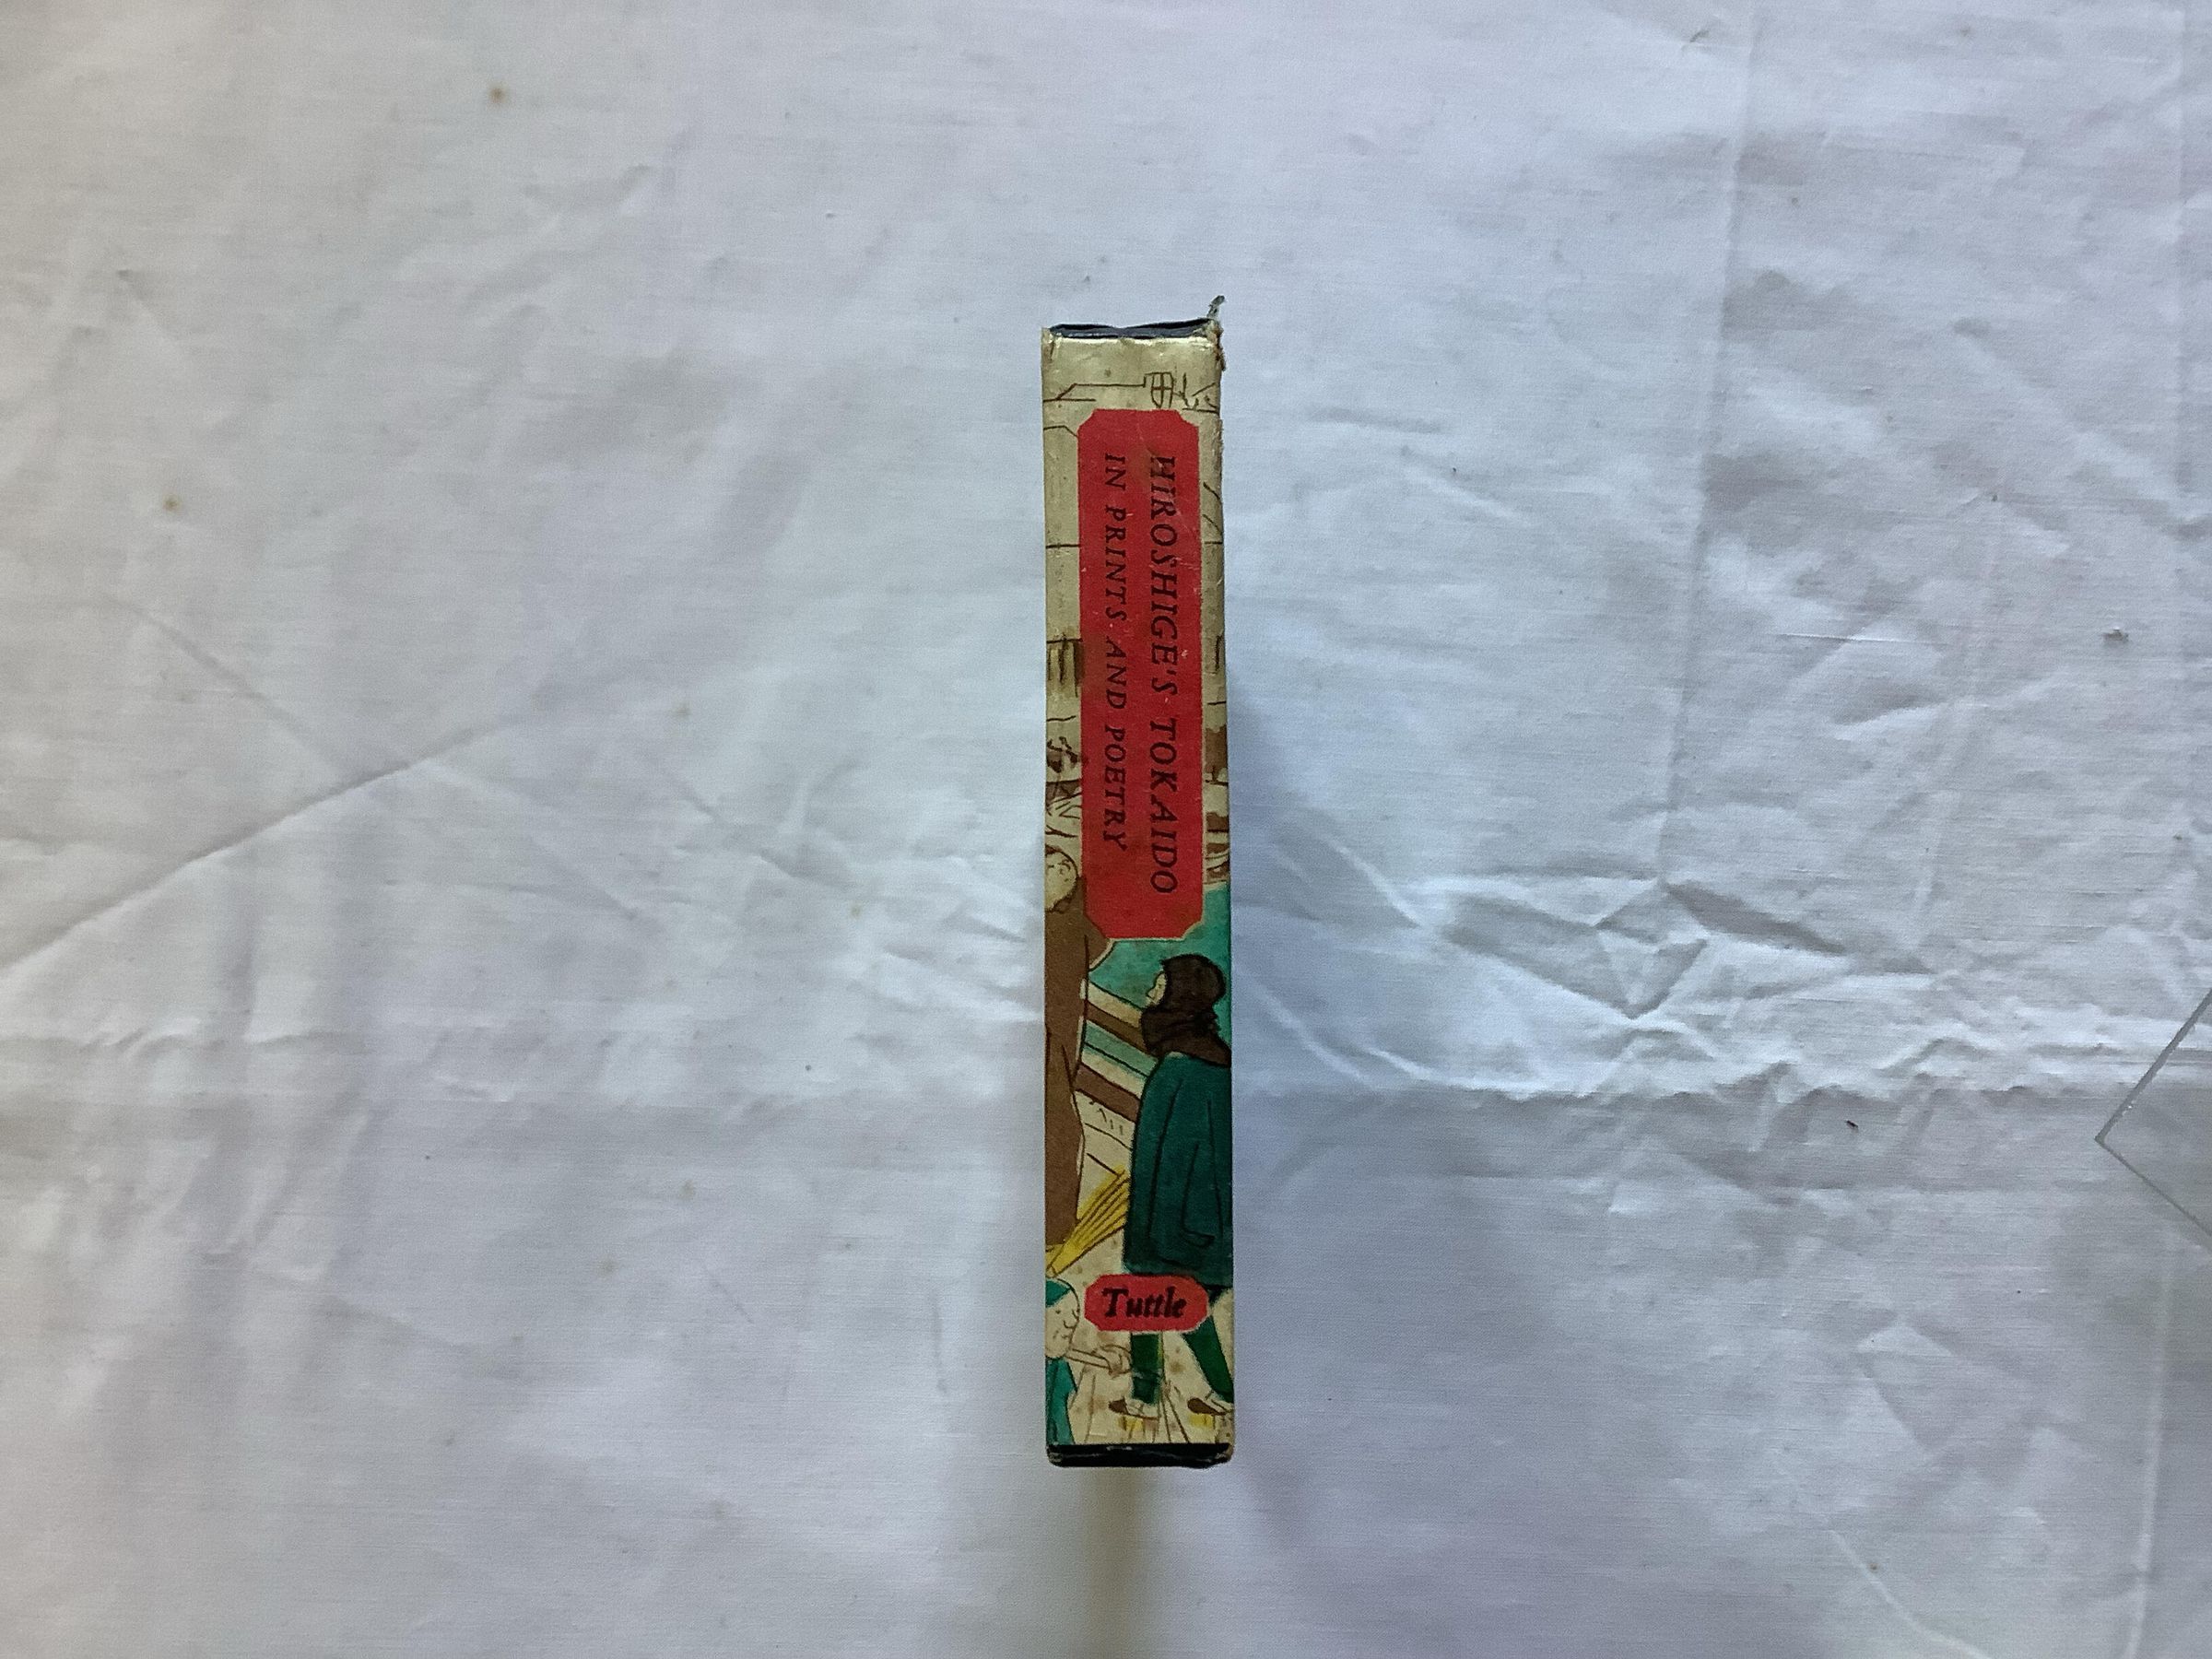 HIROSHIGE'S TOKAIDO
IN PRINTS AND POETRY
Tuttle